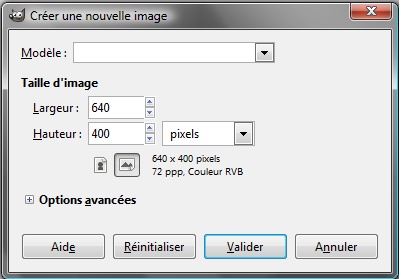 Créer une nouvelle image
Modèle :
Taille d'image
Largeur : 640
Hauteur : 400 pixels
640 x 400 pixels
72 ppp, Couleur RVB
Options avancées
Aide Réinitialiser Valider Annuler